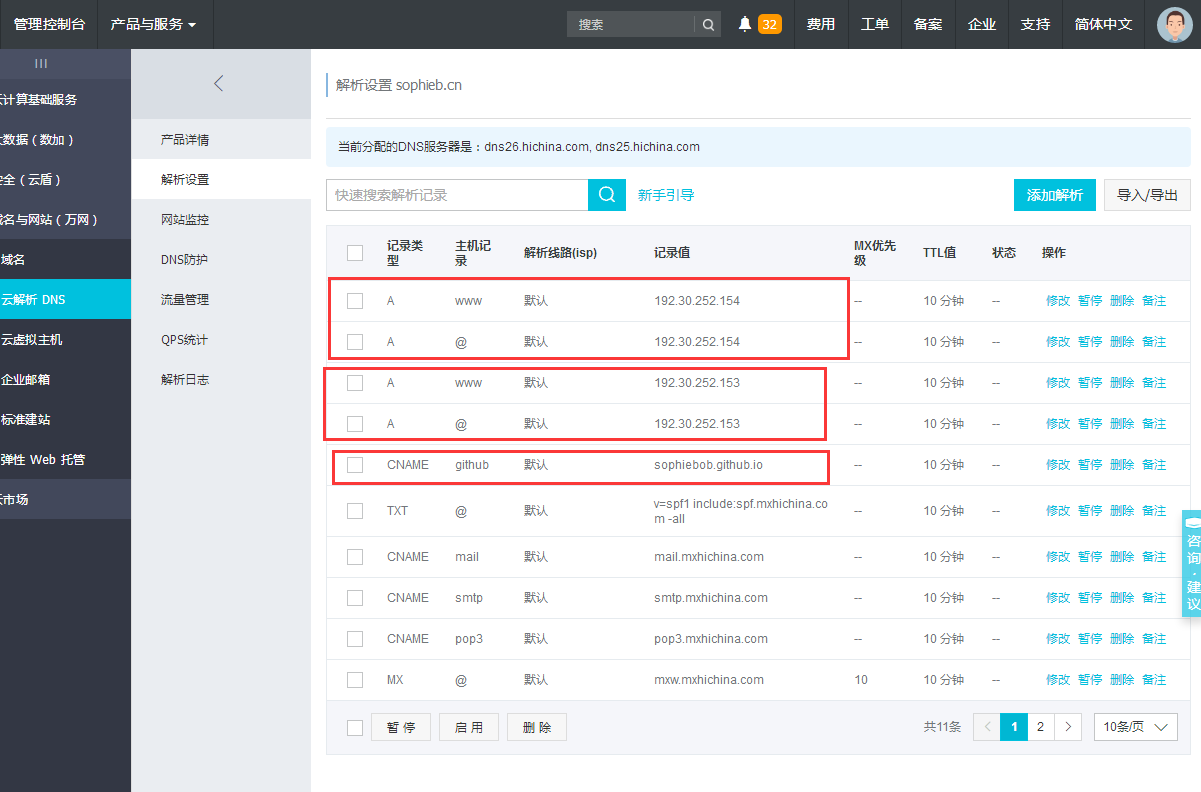 管理控制台 产品与服务 搜索 32 费用 工单 备案 企业 支持 简体中文
云计算基础服务
大数据（数加）
安全（云盾）
域名与网站（万网）
域名
云解析 DNS
云虚拟主机
企业邮箱
标准建站
弹性 Web 托管
云市场
产品详情
解析设置
网站监控
DNS防护
流量管理
QPS统计
解析日志
解析设置 sophieb.cn
当前分配的DNS服务器是：dns26.hichina.com, dns25.hichina.com
快速搜索解析记录 新手引导 添加解析 导入/导出
记录类型 主机记录 解析线路(isp) 记录值 MX优先级 TTL值 状态 操作
A www 默认 192.30.252.154 -- 10 分钟 -- 修改 暂停 删除 备注
A @ 默认 192.30.252.154 -- 10 分钟 -- 修改 暂停 删除 备注
A www 默认 192.30.252.153 -- 10 分钟 -- 修改 暂停 删除 备注
A @ 默认 192.30.252.153 -- 10 分钟 -- 修改 暂停 删除 备注
CNAME github 默认 sophiebob.github.io -- 10 分钟 -- 修改 暂停 删除 备注
TXT @ 默认 v=spf1 include:spf.mxhichina.com -all -- 10 分钟 -- 修改 暂停 删除 备注
CNAME mail 默认 mail.mxhichina.com -- 10 分钟 -- 修改 暂停 删除 备注
CNAME smtp 默认 smtp.mxhichina.com -- 10 分钟 -- 修改 暂停 删除 备注
CNAME pop3 默认 pop3.mxhichina.com -- 10 分钟 -- 修改 暂停 删除 备注
MX @ 默认 mxw.mxhichina.com 10 10 分钟 -- 修改 暂停 删除 备注
暂 停 启 用 删 除 共11条 1 2 10条/页
咨询·建议